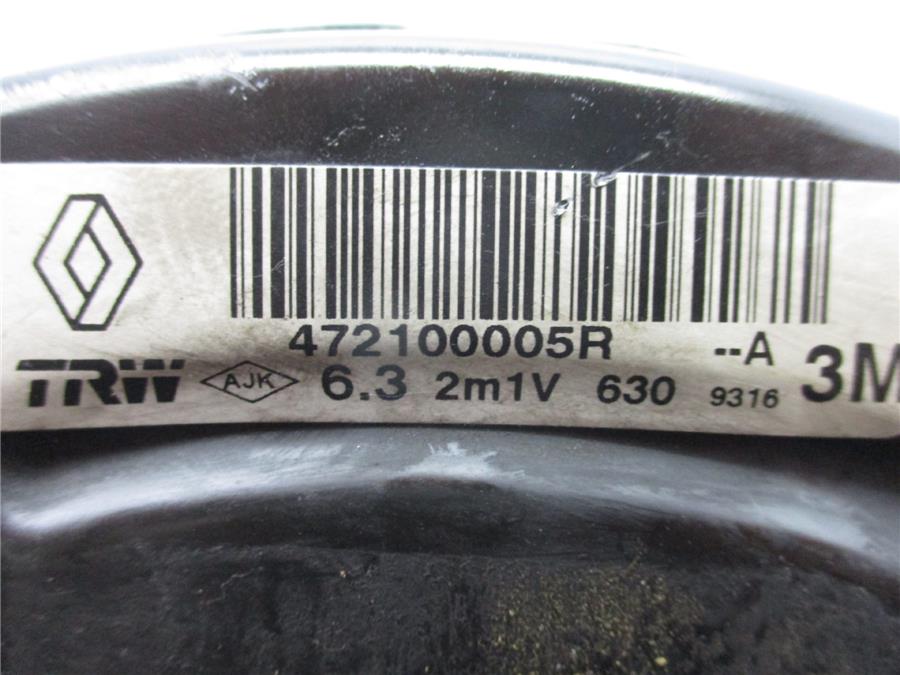 472100005R --A
TRW AJK 6.3 2m1V 630 9316 3M